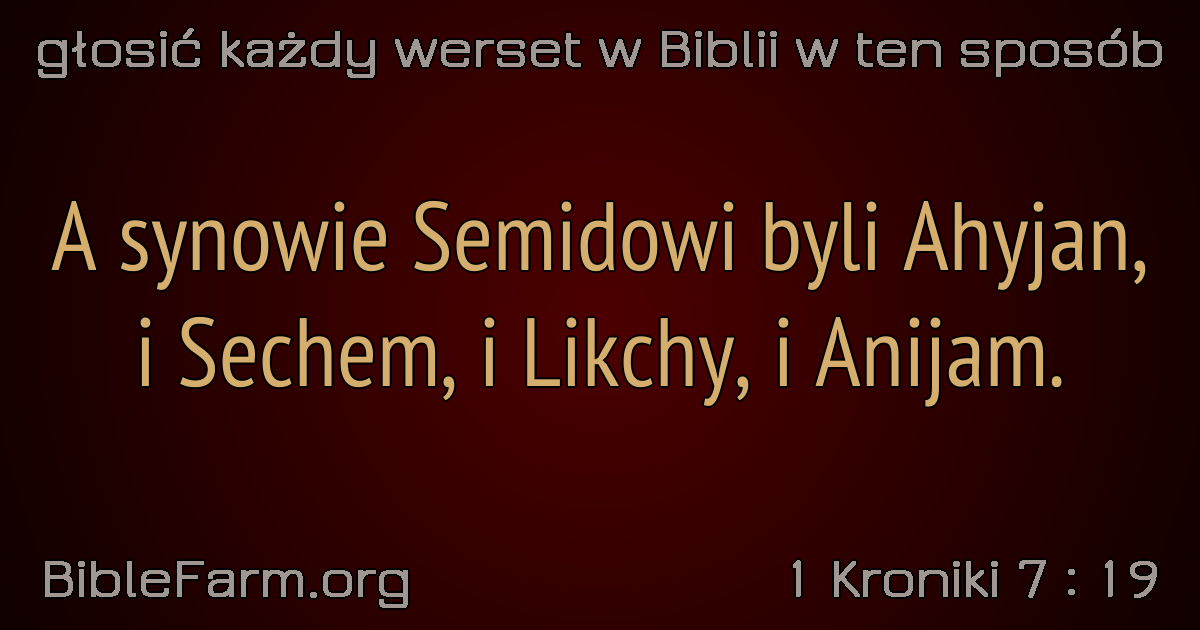 głosić każdy werset w Biblii w ten sposób
A synowie Semidowi byli Ahyjan,
i Sechem, i Likchy, i Anijam.
BibleFarm.org
1 Kroniki 7 : 19